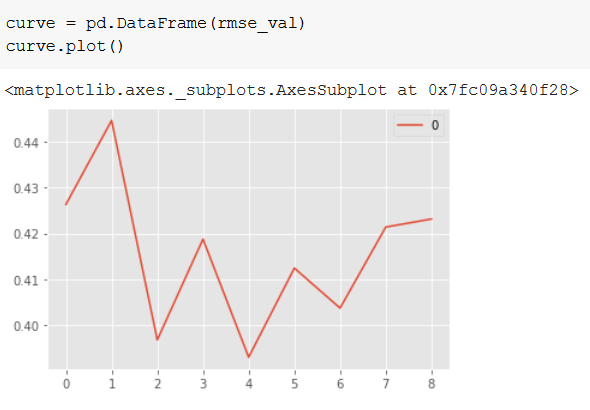 curve = pd.DataFrame(rmse_val)
curve.plot()
<matplotlib.axes._subplots.AxesSubplot at 0x7fc09a340f28>
0
0.44
0.43
0.42
0.41
0.40
0 1 2 3 4 5 6 7 8